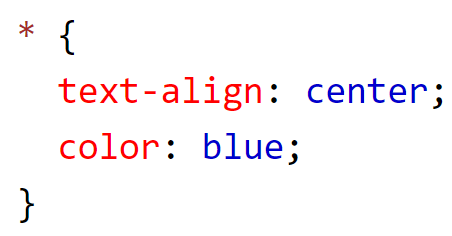 * {
  text-align: center;
  color: blue;
}